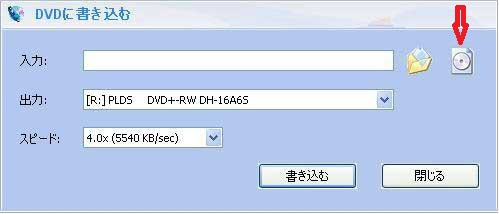 DVDに書き込む
入力:
出力: [R:] PLDS DVD+-RW DH-16A6S
スピード: 4.0x (5540 KB/sec)
書き込む 閉じる